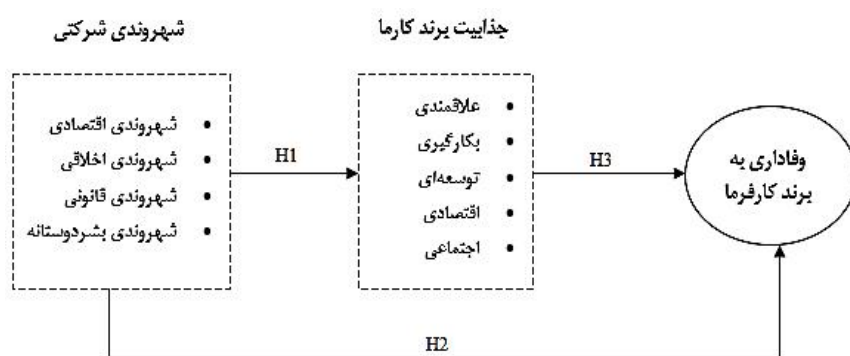 شهروندی شرکتی
شهروندی اقتصادی
شهروندی اخلاقی
شهروندی قانونی
شهروندی بشردوستانه
H1
جذابیت برند کارما
علاقمندی
بکارگیری
توسعه‌ای
اقتصادی
اجتماعی
H3
وفاداری به
برند کارفرما
H2